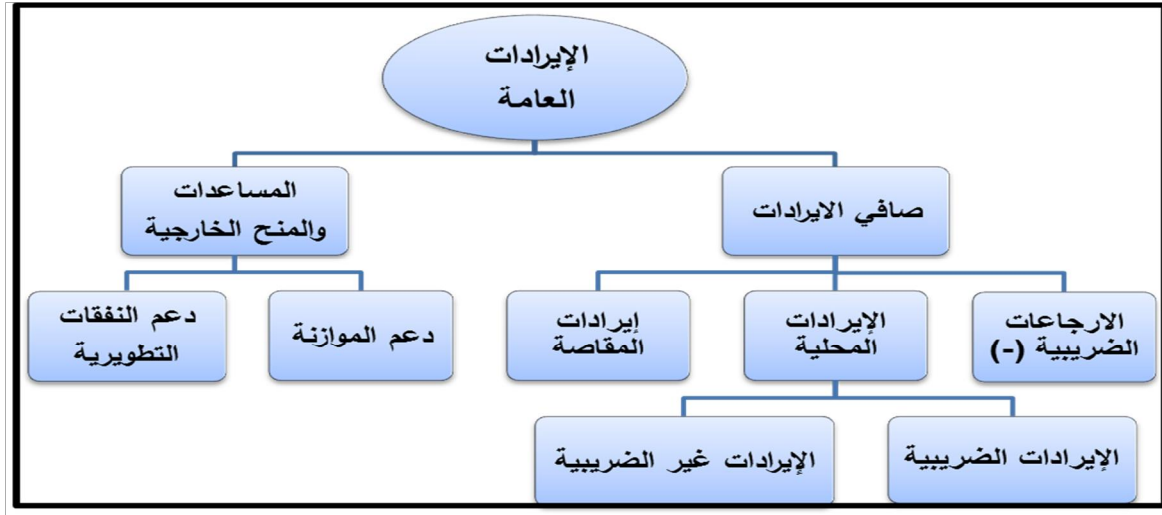 الإيرادات
العامة
صافي الايرادات
المساعدات
والمنح الخارجية
الارجاعات
الضريبية (-)
الإيرادات
المحلية
إيرادات
المقاصة
دعم الموازنة
دعم النفقات
التطويرية
الإيرادات الضريبية
الإيرادات غير الضريبية